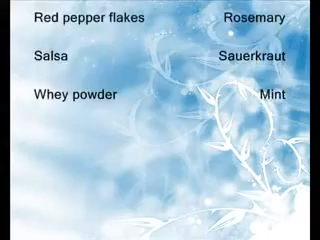 Red pepper flakes Rosemary
Salsa Sauerkraut
Whey powder Mint